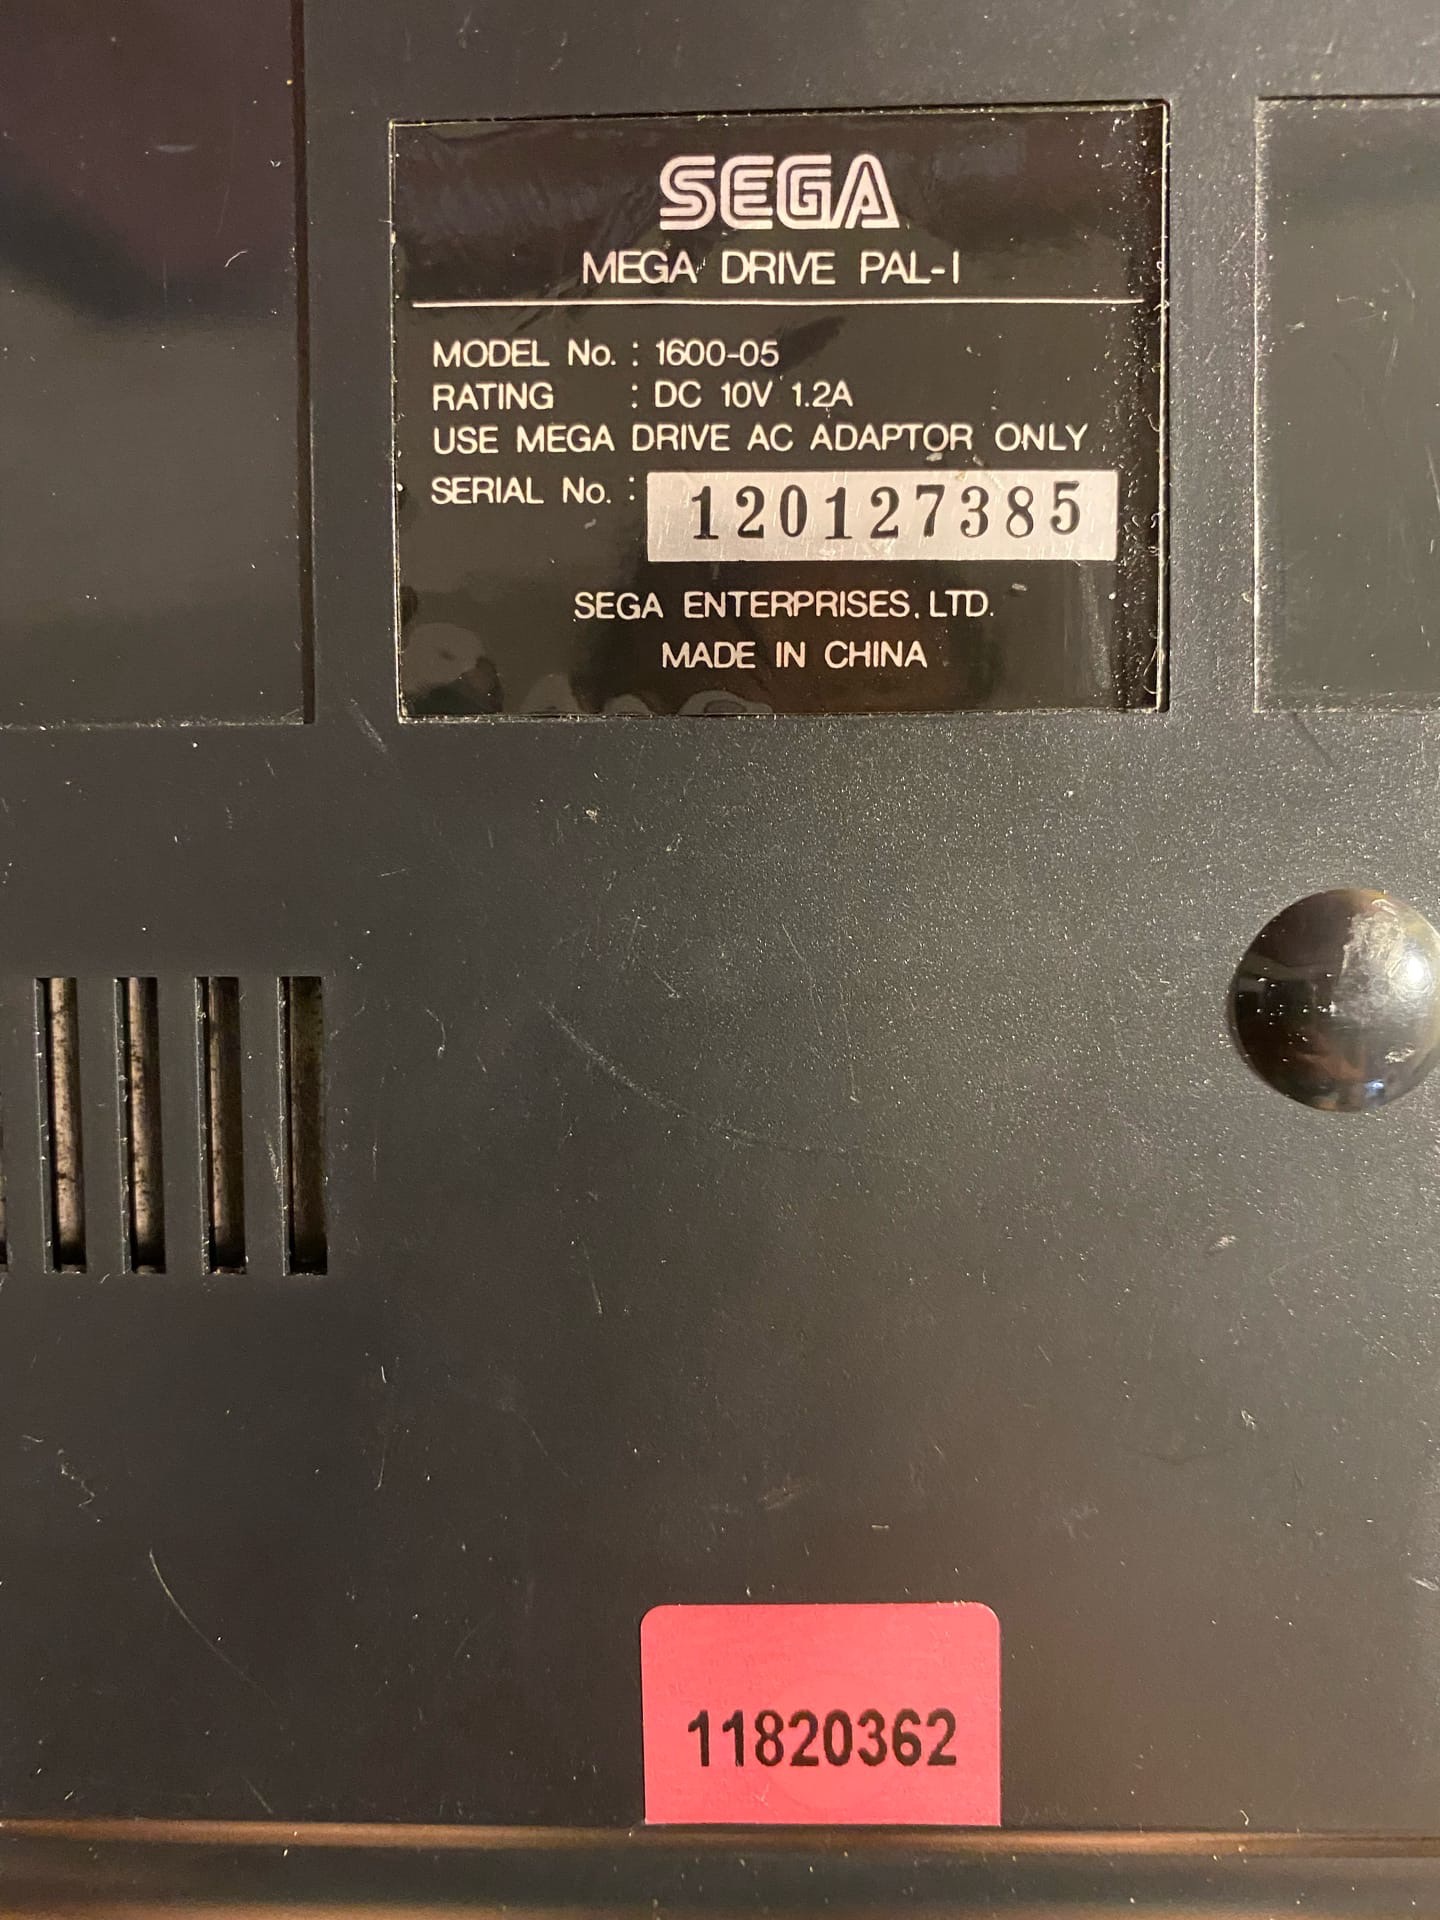 SEGA
MEGA DRIVE PAL-I
MODEL No. : 1600-05
RATING : DC 10V 1.2A
USE MEGA DRIVE AC ADAPTOR ONLY
SERIAL No. : 120127385
SEGA ENTERPRISES, LTD.
MADE IN CHINA
11820362